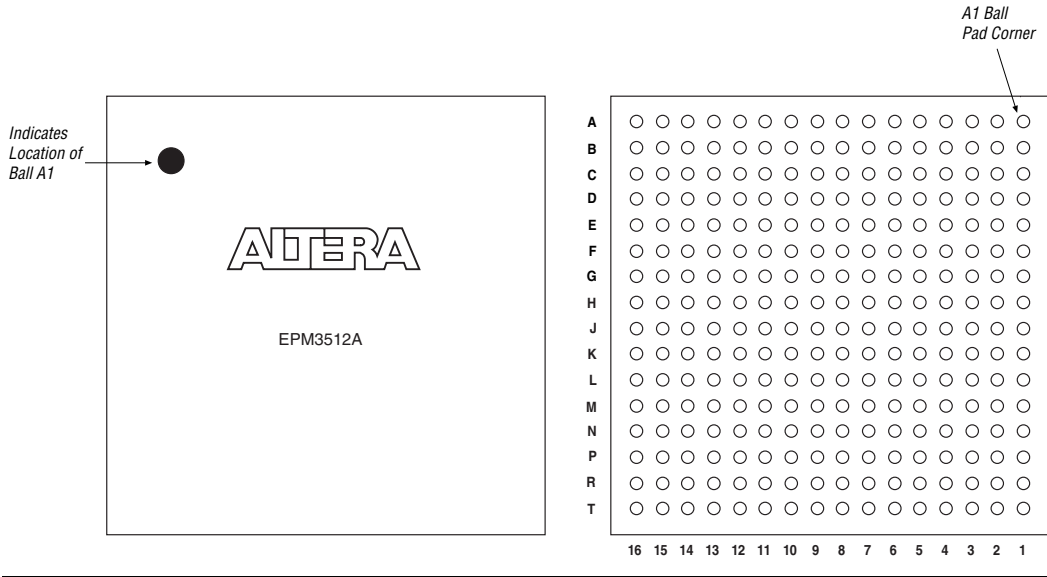 A1 Ball
Pad Corner
Indicates
Location of
Ball A1
ALTERA
EPM3512A
A
B
C
D
E
F
G
H
J
K
L
M
N
P
R
T
16 15 14 13 12 11 10 9 8 7 6 5 4 3 2 1